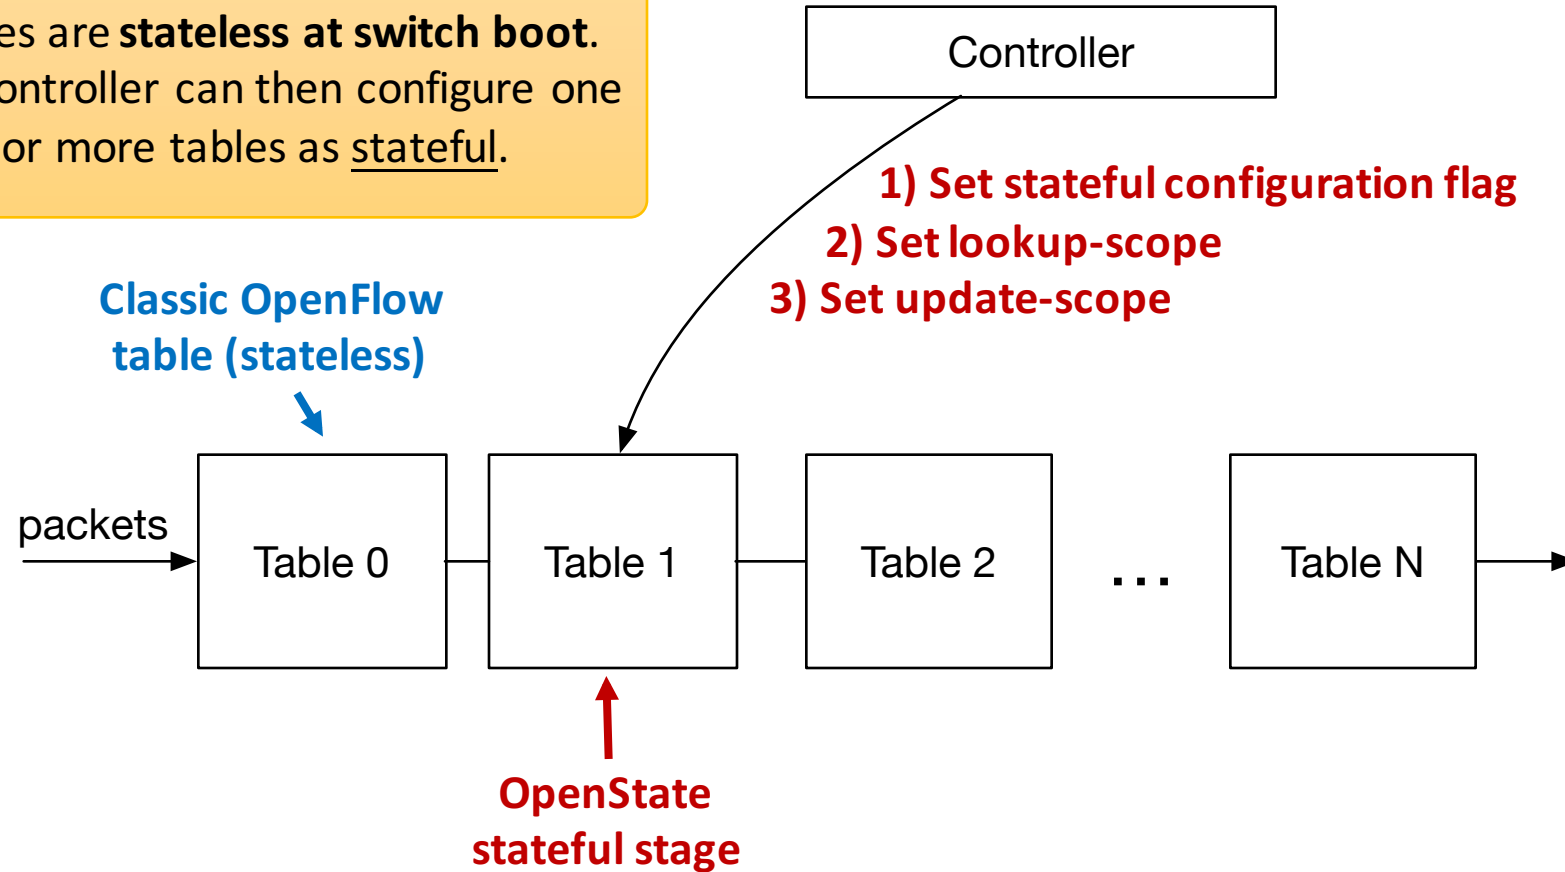 are stateless at switch boot.
can then configure one
or more tables as stateful.
Controller
1) Set stateful configuration flag
2) Set lookup-scope
3) Set update-scope
Classic OpenFlow
table (stateless)
packets
Table 0
Table 1
Table 2
...
Table N
OpenState
stateful stage